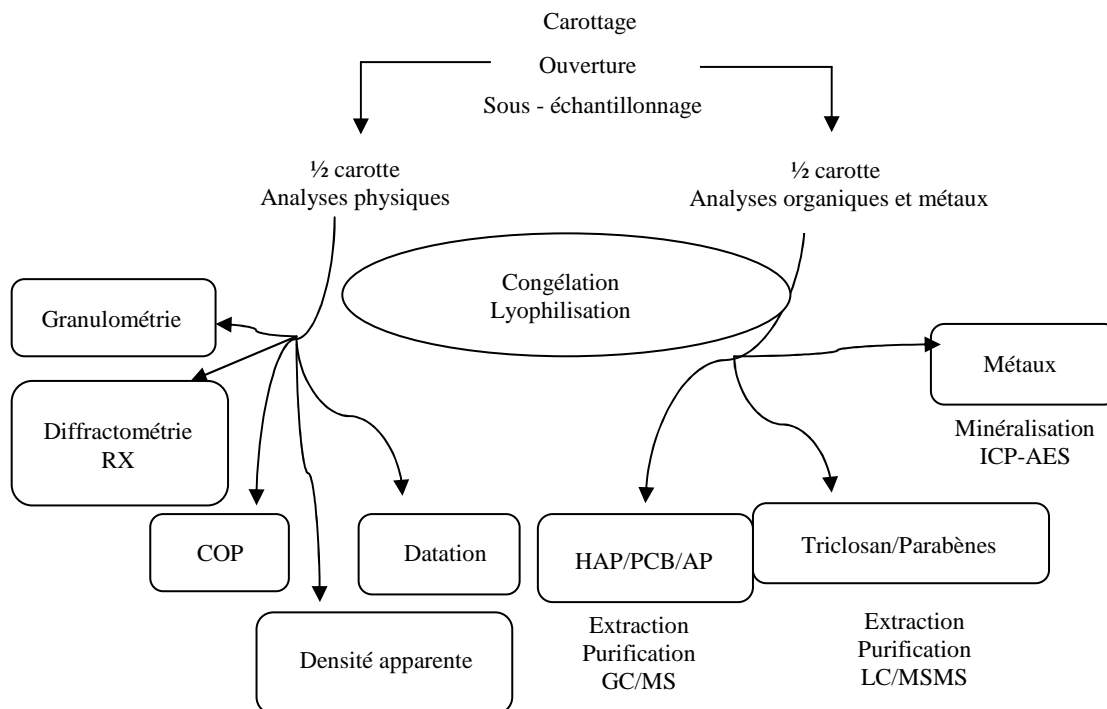 Carottage
Ouverture
Sous - échantillonnage
½ carotte
Analyses physiques
½ carotte
Analyses organiques et métaux
Congélation
Lyophilisation
Granulométrie
Diffractométrie
RX
COP
Densité apparente
Datation
HAP/PCB/AP
Extraction
Purification
GC/MS
Triclosan/Parabènes
Extraction
Purification
LC/MSMS
Métaux
Minéralisation
ICP-AES